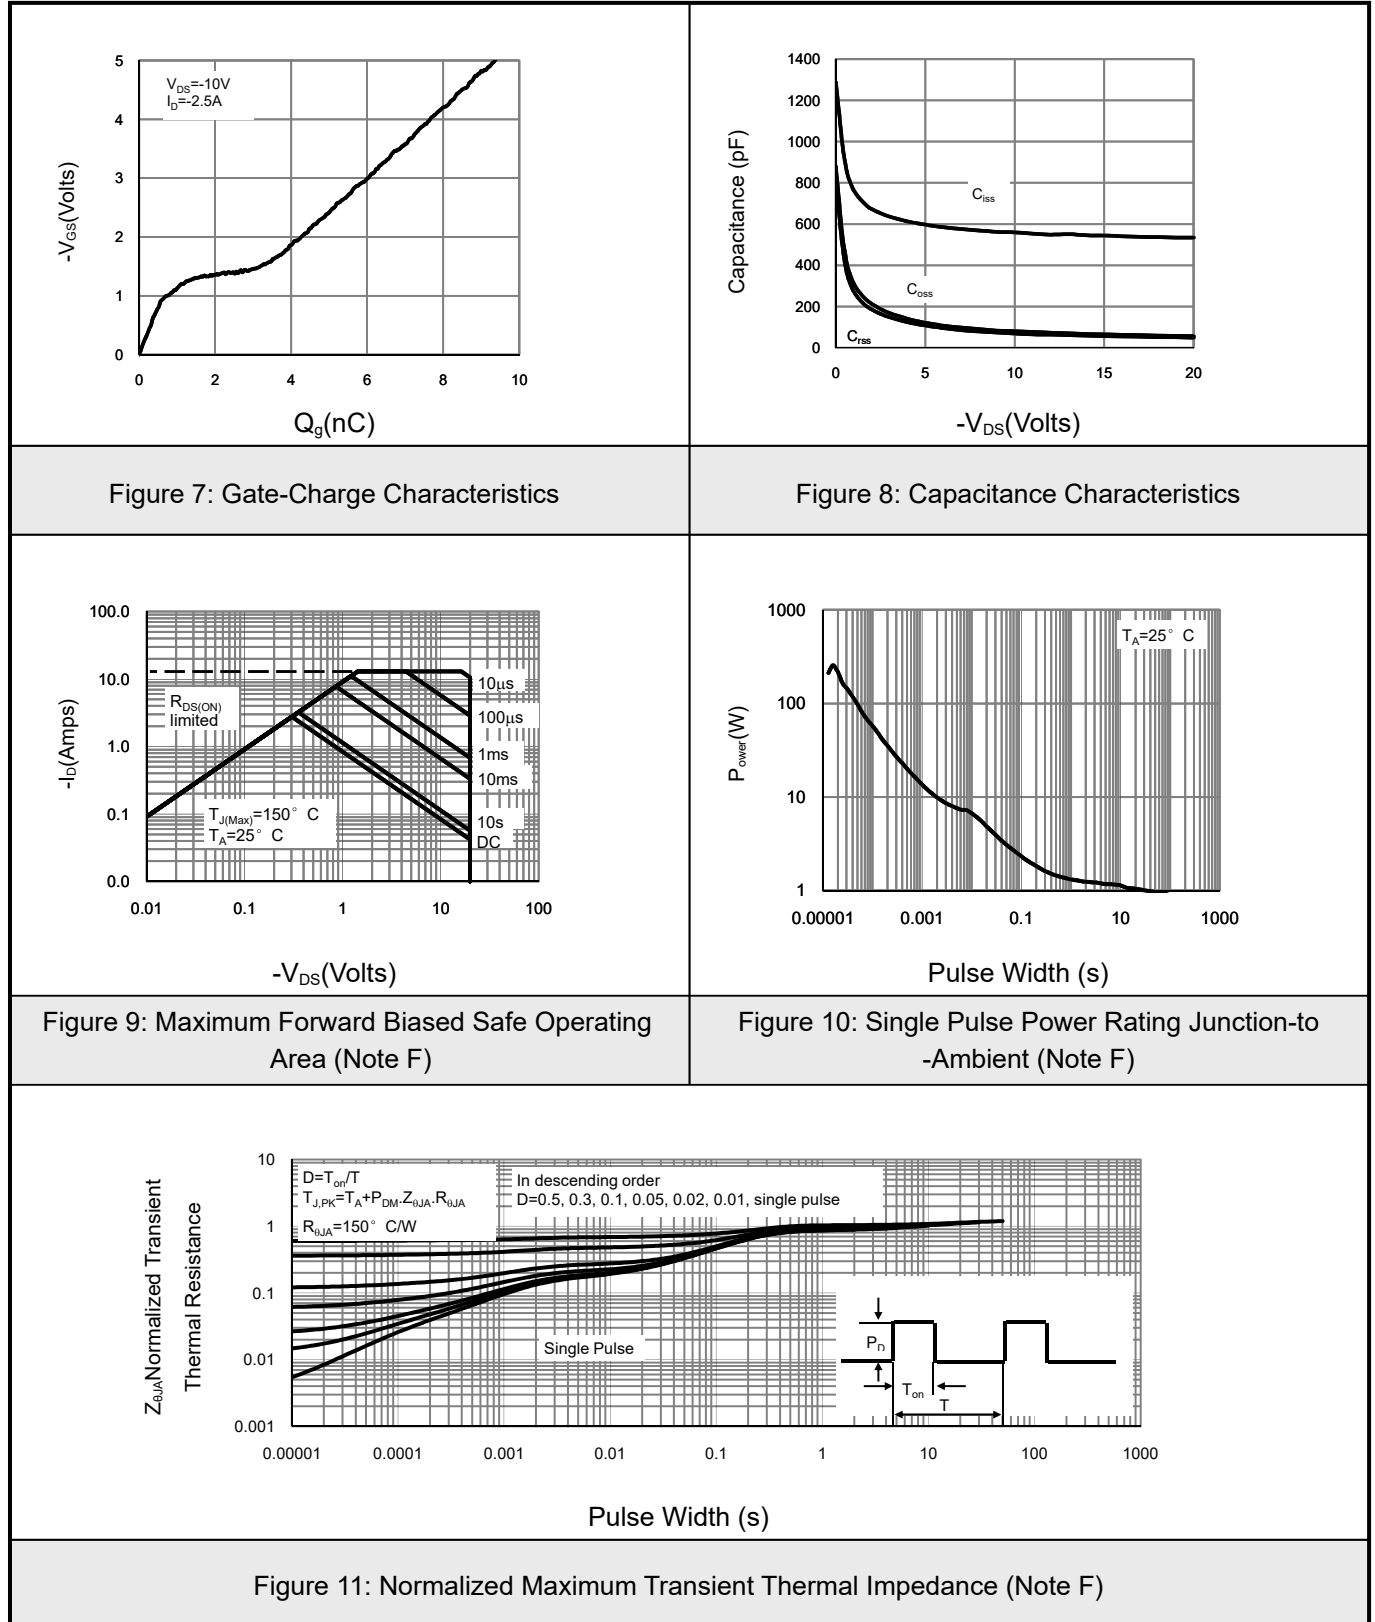 5
4
3
2
1
0
V_DS=-10V
I_D=-2.5A
-V_GS(Volts)
0 2 4 6 8 10
Q_g(nC)
1400
1200
1000
800
600
400
200
0
Capacitance (pF)
C_iss
C_oss
C_rss
0 5 10 15 20
-V_DS(Volts)
Figure 7: Gate-Charge Characteristics
Figure 8: Capacitance Characteristics
100.0
10.0
1.0
0.1
0.0
-I_D(Amps)
R_DS(ON)
limited
T_J(Max)=150° C
T_A=25° C
10μs
100μs
1ms
10ms
10s
DC
0.01 0.1 1 10 100
-V_DS(Volts)
1000
100
10
1
P_ower(W)
T_A=25° C
0.00001 0.001 0.1 10 1000
Pulse Width (s)
Figure 9: Maximum Forward Biased Safe Operating
Area (Note F)
Figure 10: Single Pulse Power Rating Junction-to
-Ambient (Note F)
10
1
0.1
0.01
0.001
Z_θJA Normalized Transient
Thermal Resistance
D=T_on/T
T_J,PK=T_A+P_DM.Z_θJA.R_θJA
R_θJA=150° C/W
In descending order
D=0.5, 0.3, 0.1, 0.05, 0.02, 0.01, single pulse
Single Pulse
P_D
T_on
T
0.00001 0.0001 0.001 0.01 0.1 1 10 100 1000
Pulse Width (s)
Figure 11: Normalized Maximum Transient Thermal Impedance (Note F)